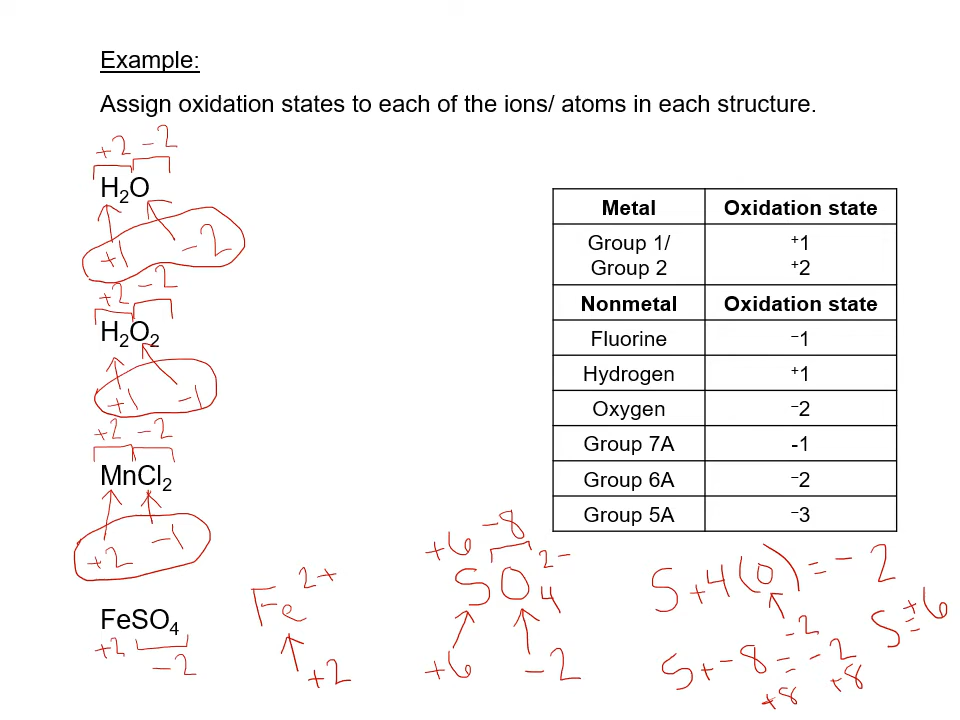 Example:
Assign oxidation states to each of the ions/ atoms in each structure.
+2 -2
H₂O
+1 -2
+2 -2
H₂O₂
+1 -1
+2 -2
MnCl₂
+2 -1
FeSO₄
+2 -2
Fe²⁺
+2
+6 -8
SO₄²⁻
+6 -2
S+4(O)=-2
-2
S+-8=-2
+8 +8
S=+6
Metal Oxidation state
Group 1/ ⁺1
Group 2 ⁺2
Nonmetal Oxidation state
Fluorine ⁻1
Hydrogen ⁺1
Oxygen ⁻2
Group 7A -1
Group 6A ⁻2
Group 5A ⁻3